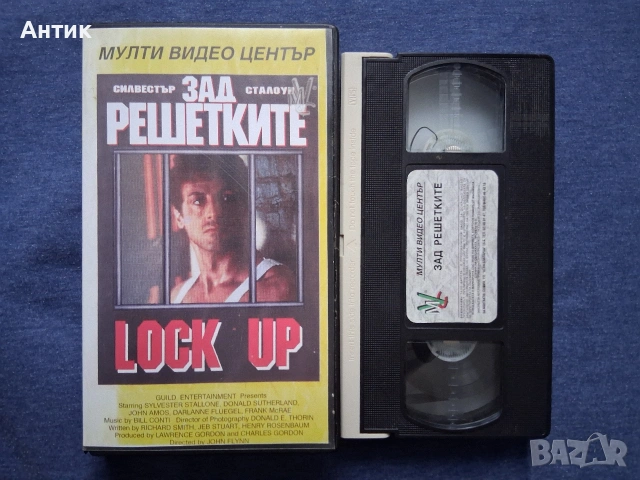 Антик
МУЛТИ ВИДЕО ЦЕНТЪР
СИЛВЕСТЪР ЗАД СТАЛОУН
РЕШЕТКИТЕ
LOCK UP
GUILD ENTERTAINMENT Presents
Starring SYLVESTER STALLONE, DONALD SUTHERLAND,
JOHN AMOS, DARLANNE FLUEGEL, FRANK McRAE
Music by BILL CONTI Director of Photography DONALD E. THORIN
Written by RICHARD SMITH, JEB STUART, HENRY ROSENBAUM
Produced by LAWRENCE GORDON and CHARLES GORDON
Directed by JOHN FLYNN
МУЛТИ ВИДЕО ЦЕНТЪР
ЗАД РЕШЕТКИТЕ
BAZAR